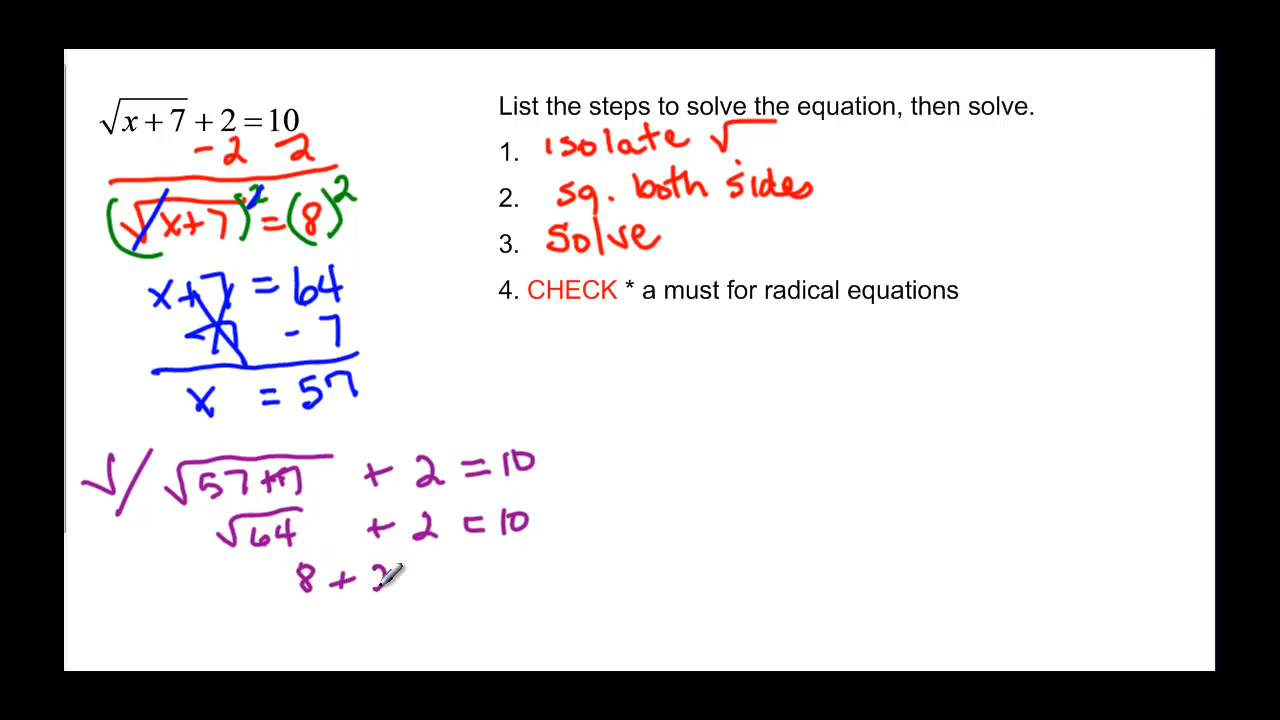 √x + 7 + 2 = 10
- 2 - 2
(√x+7)² = (8)²
x+7 = 64
-7 - 7
x = 57
√ √57+7 + 2 = 10
√64 + 2 = 10
8 + 2
List the steps to solve the equation, then solve.
1. isolate √
2. sq. both sides
3. solve
4. CHECK * a must for radical equations